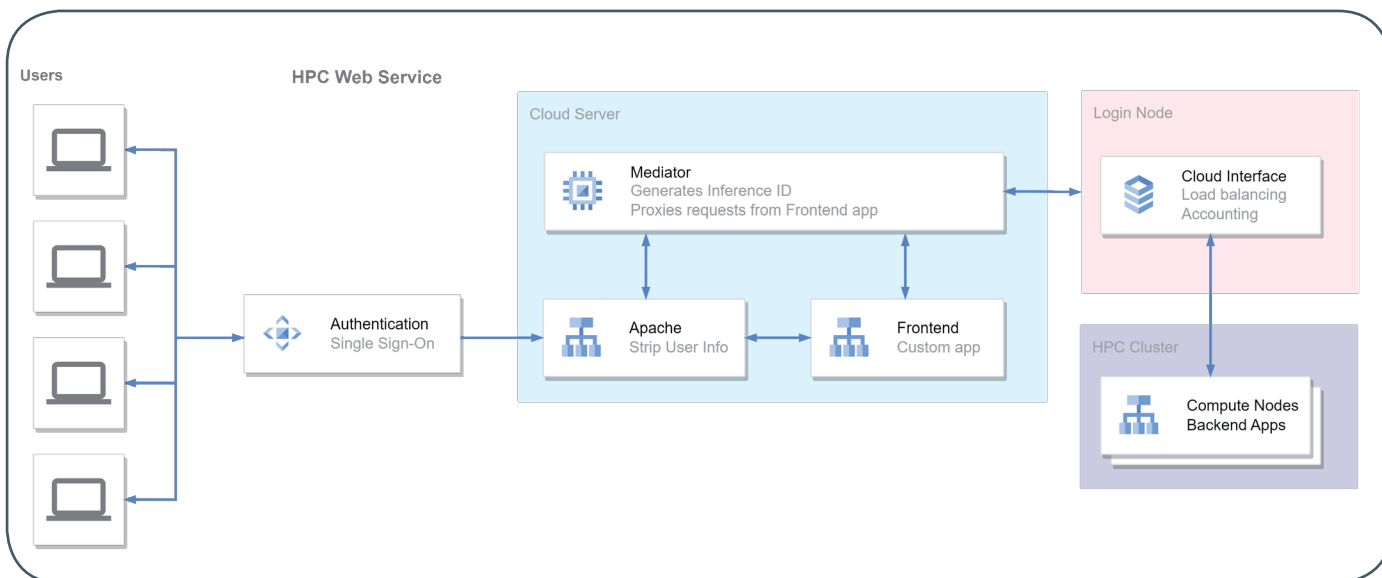 Users
HPC Web Service
Cloud Server
Login Node
Mediator
Generates Inference ID
Proxies requests from Frontend app
Cloud Interface
Load balancing
Accounting
Authentication
Single Sign-On
Apache
Strip User Info
Frontend
Custom app
HPC Cluster
Compute Nodes
Backend Apps